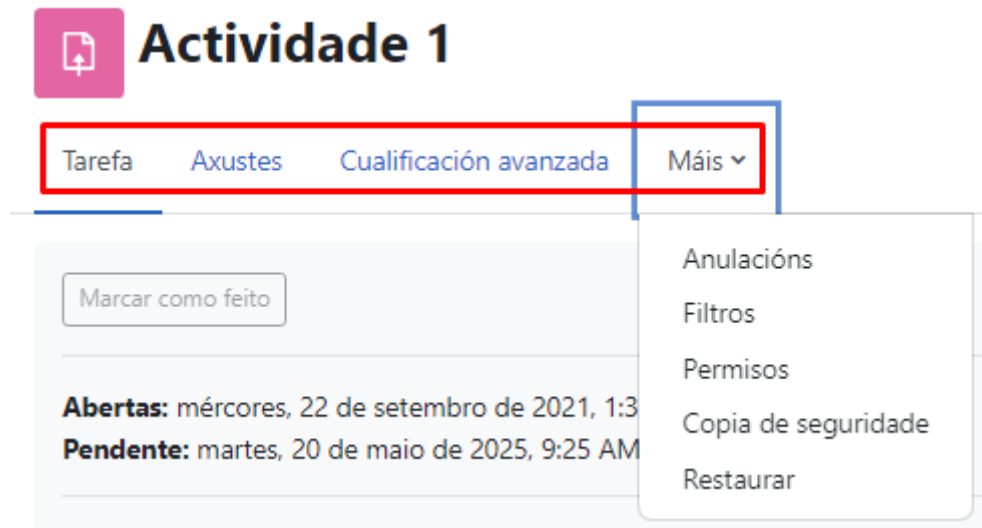 Actividade 1
Tarefa Axustes Cualificación avanzada Máis
Anulacións
Filtros
Permisos
Copia de seguridade
Restaurar
Marcar como feito
Abertas: mércores, 22 de setembro de 2021, 1:3
Pendente: martes, 20 de maio de 2025, 9:25 AM